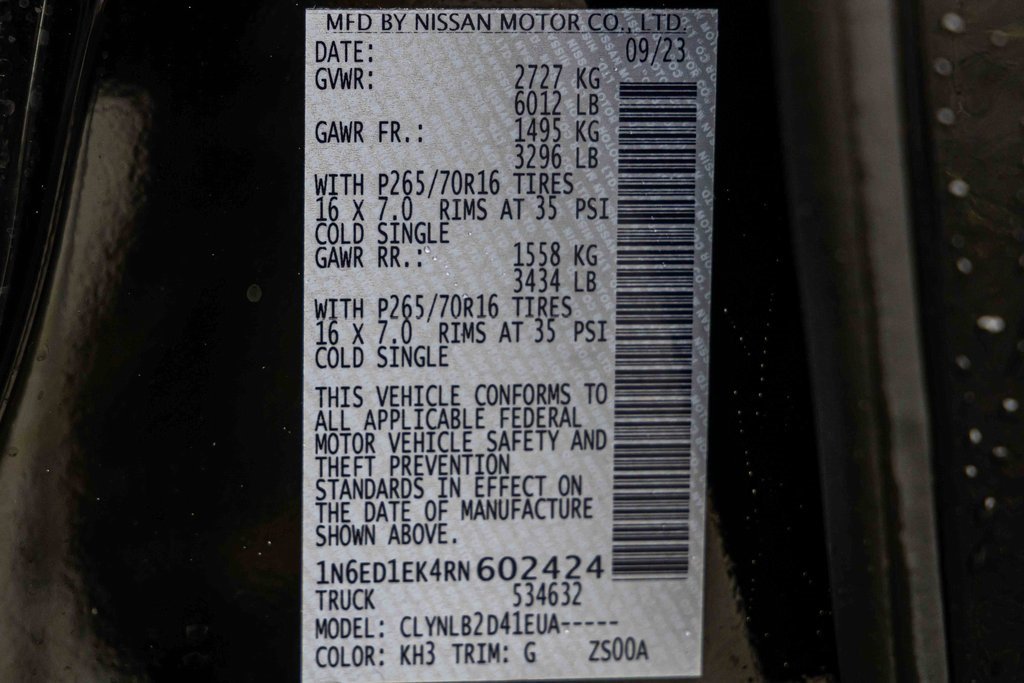 MFD BY NISSAN MOTOR CO., LTD.
DATE: 09/23
GVWR: 2727 KG
6012 LB
GAWR FR.: 1495 KG
3296 LB
WITH P265/70R16 TIRES
16 X 7.0 RIMS AT 35 PSI
COLD SINGLE
GAWR RR.: 1558 KG
3434 LB
WITH P265/70R16 TIRES
16 X 7.0 RIMS AT 35 PSI
COLD SINGLE
THIS VEHICLE CONFORMS TO
ALL APPLICABLE FEDERAL
MOTOR VEHICLE SAFETY AND
THEFT PREVENTION
STANDARDS IN EFFECT ON
THE DATE OF MANUFACTURE
SHOWN ABOVE.
1N6ED1EK4RN602424
TRUCK 534632
MODEL: CLYNLB2D41EUA-----
COLOR: KH3 TRIM: G ZS00A